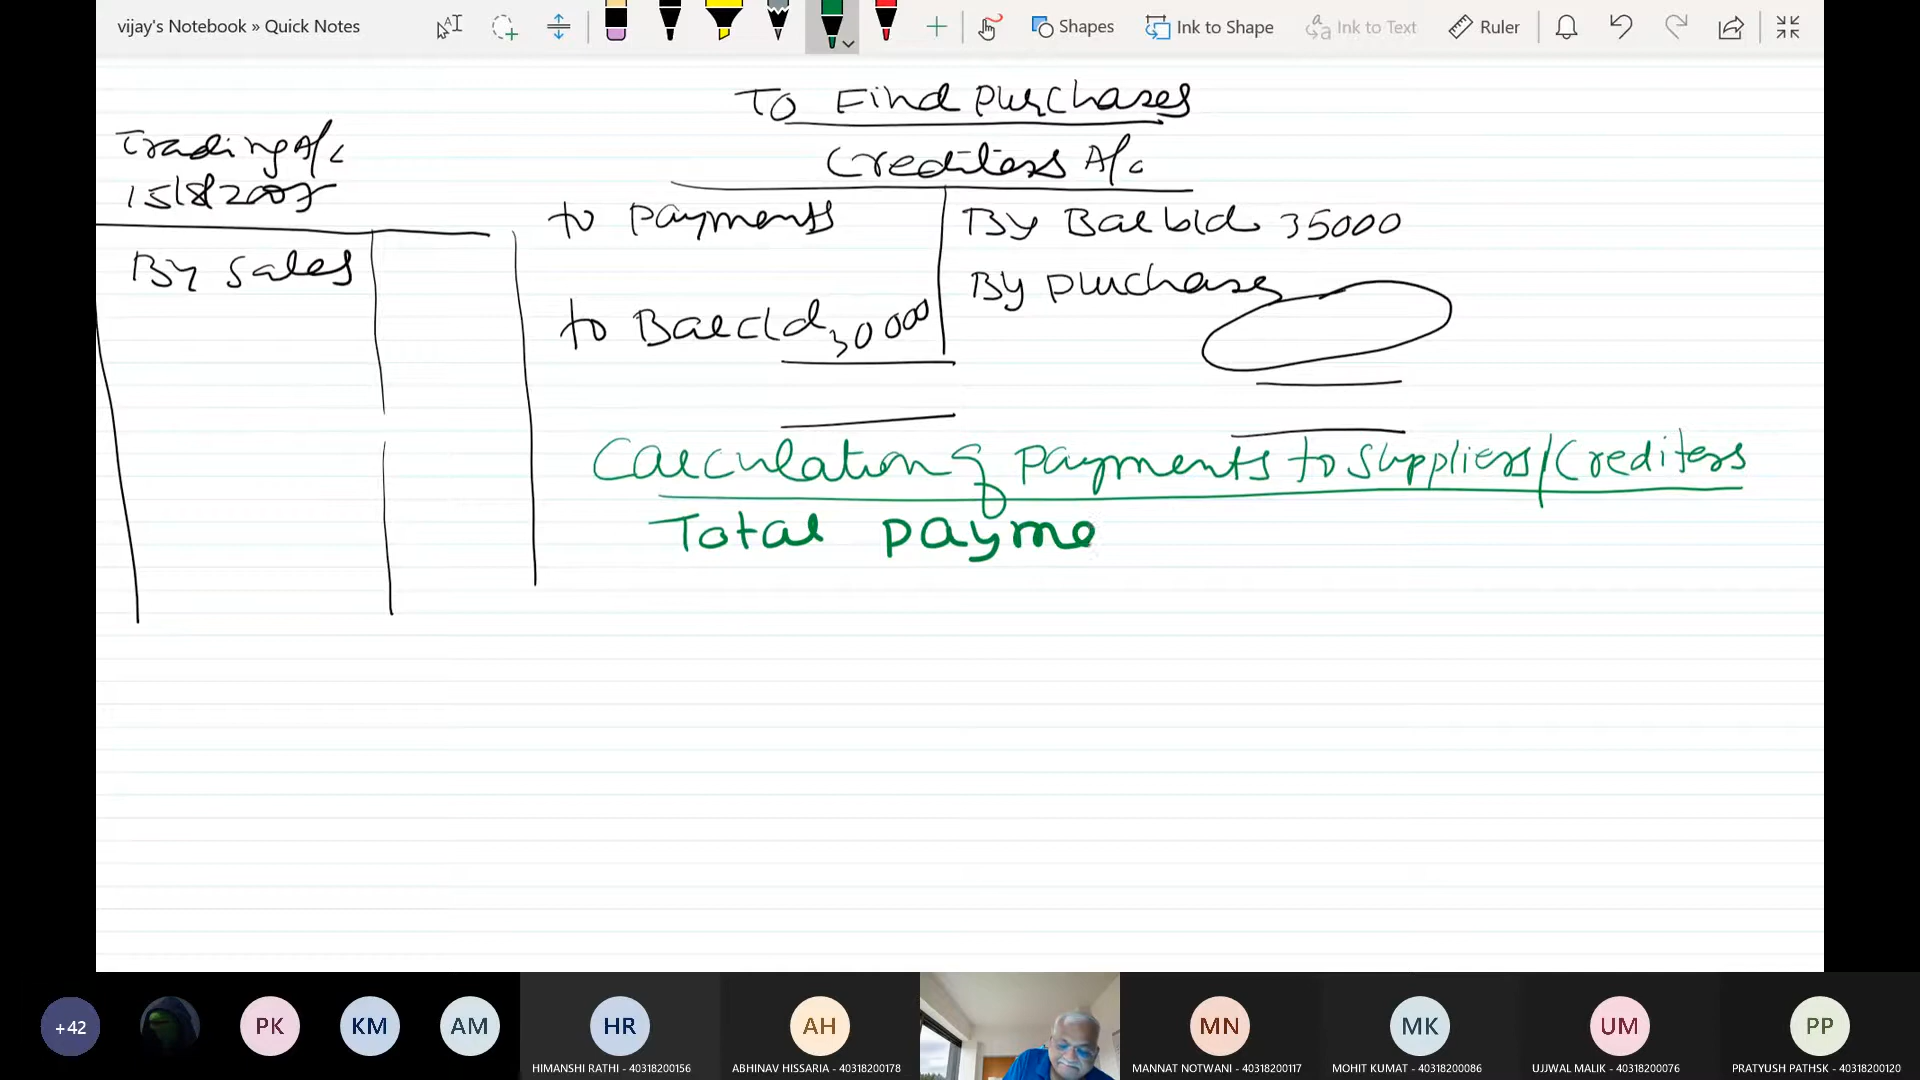 vijay's Notebook » Quick Notes
Shapes
Ink to Shape
Ink to Text
Ruler
To Find Purchases
Trading A/c
Creditors A/c
to payments
By Bal b/d 35000
By Sales
By purchases
to Bal c/d 30000
Calculation of payments to Suppliers/Creditors
Total payme
+42
PK
KM
AM
HR
AH
MN
MK
UM
PP
HIMANSHI RATHI - 40318200156
ABHINAV HISSARIA - 40318200178
MANNAT NOTWANI - 40318200117
MOHIT KUMAT - 40318200086
UJJWAL MALIK - 40318200076
PRATYUSH PATHSK - 40318200120